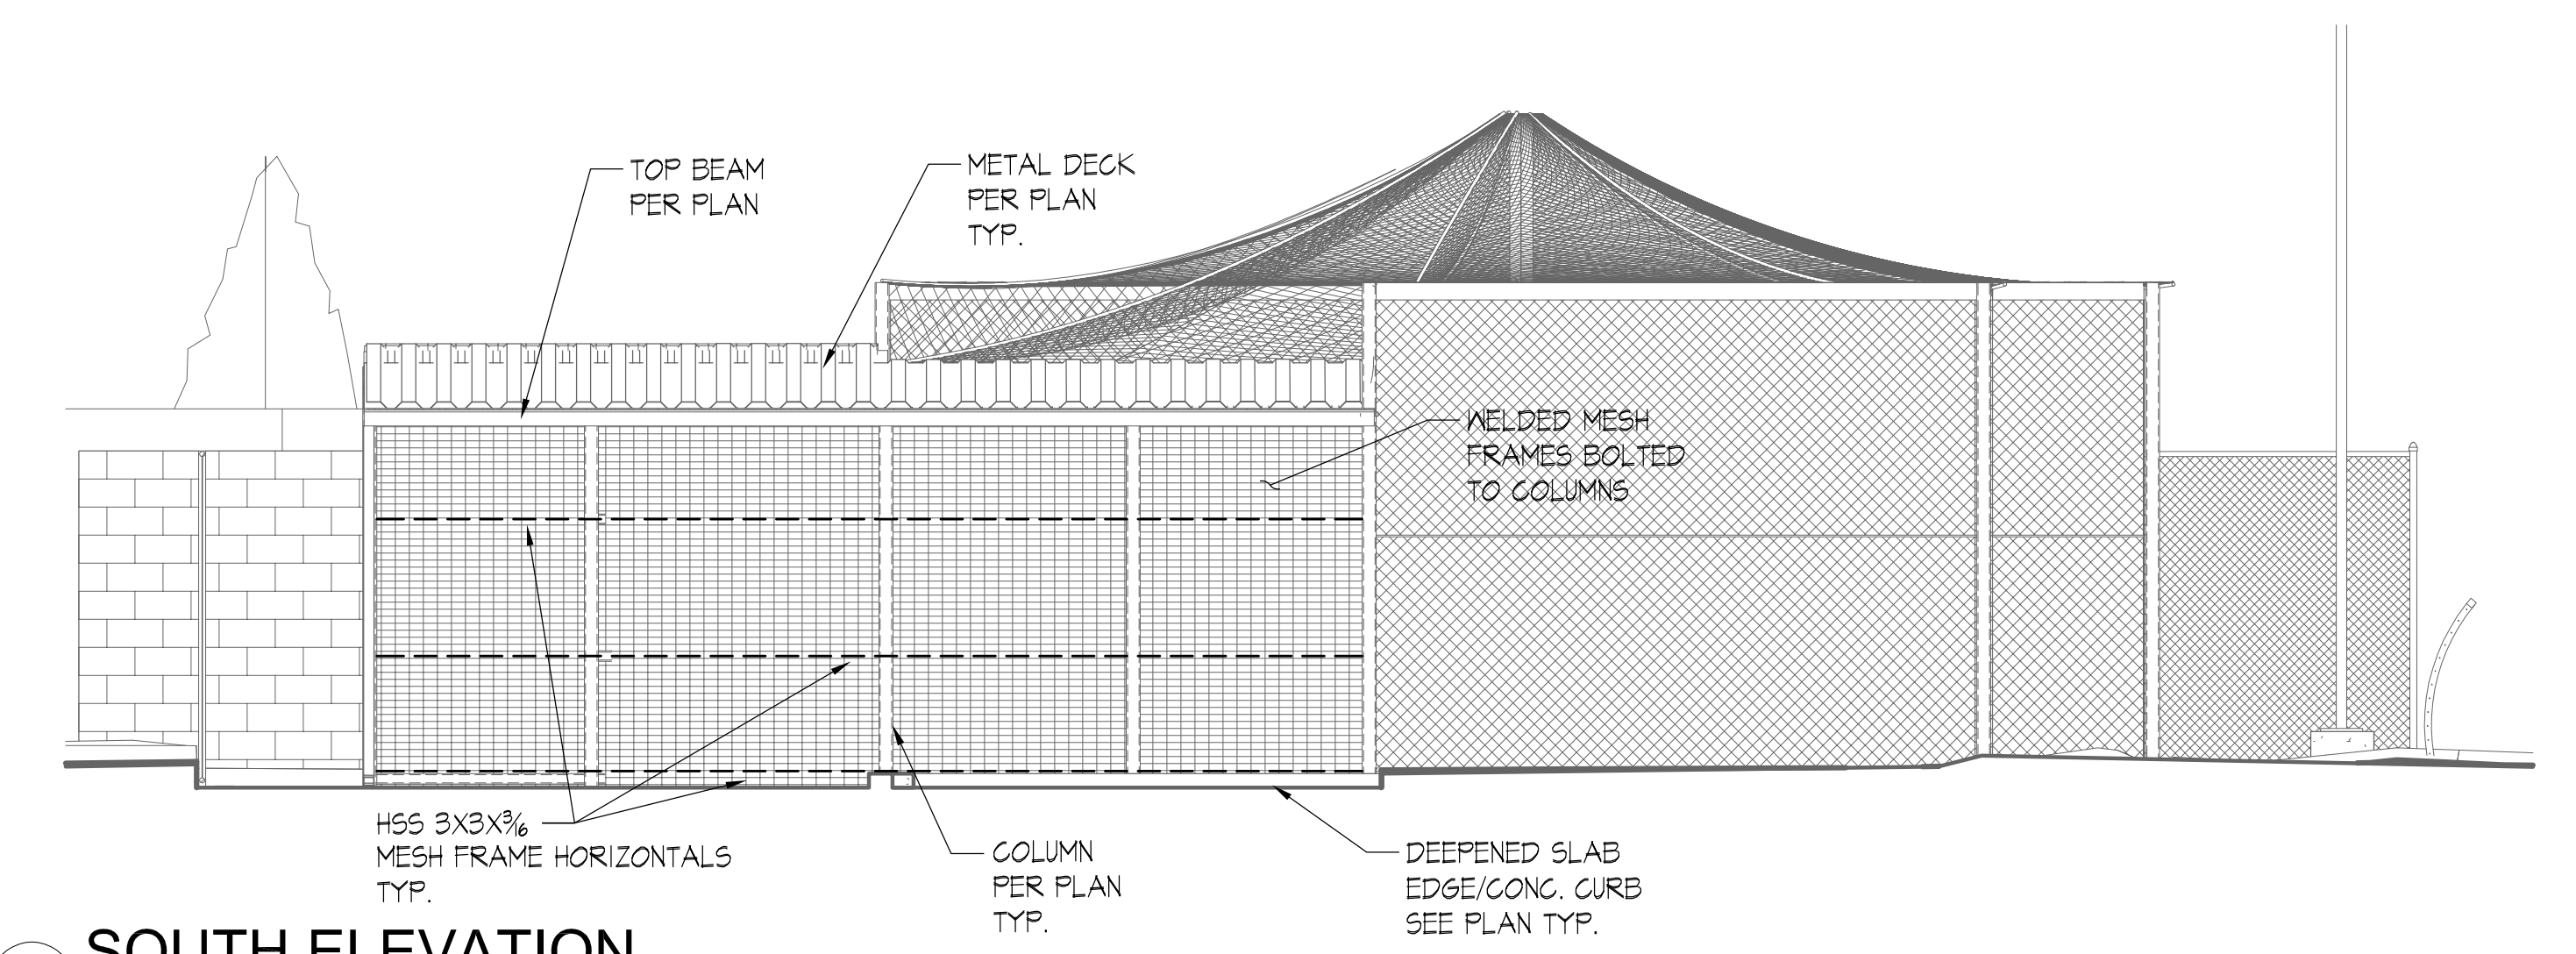 TOP BEAM
PER PLAN
METAL DECK
PER PLAN
TYP.
WELDED MESH
FRAMES BOLTED
TO COLUMNS
HSS 3X3X3/16
MESH FRAME HORIZONTALS
TYP.
COLUMN
PER PLAN
TYP.
DEEPENED SLAB
EDGE/CONC. CURB
SEE PLAN TYP.
SOUTH ELEVATION